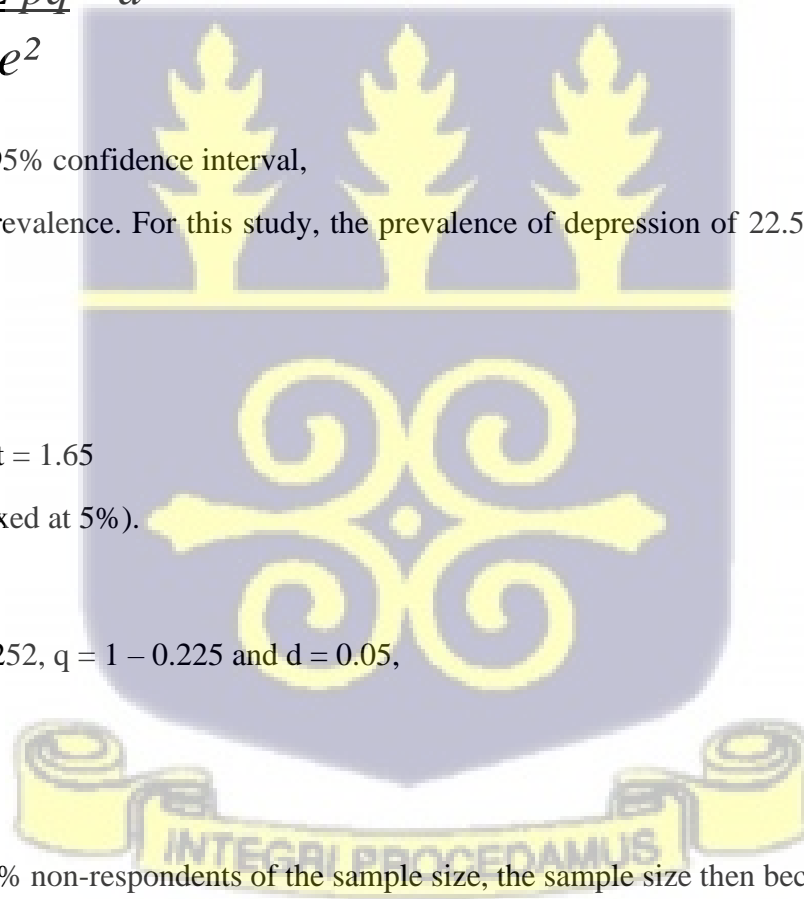 pq
e²
95% confidence interval,
revalence. For this study, the prevalence of depression of 22.5
t = 1.65
xed at 5%).
252, q = 1 – 0.225 and d = 0.05,
INTEGRI PROCEDAMUS
% non-respondents of the sample size, the sample size then bec